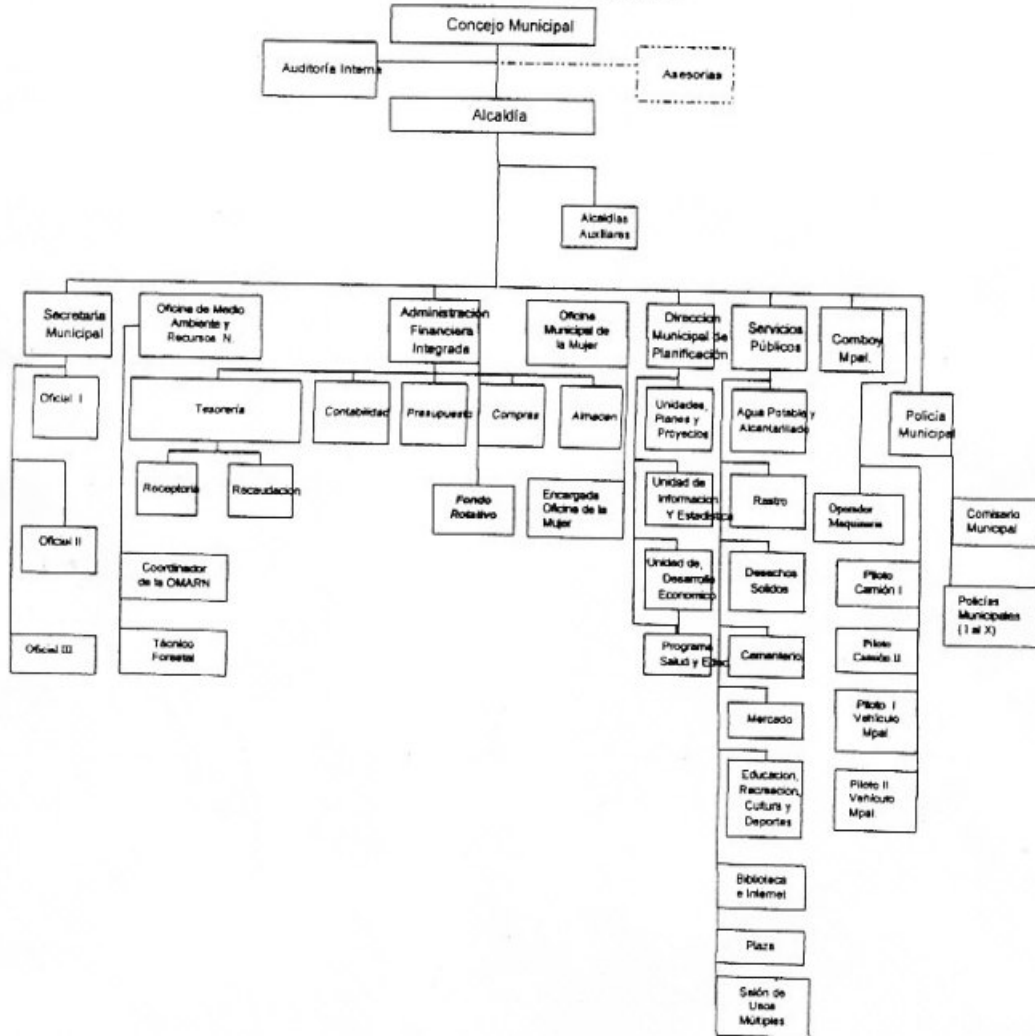 Concejo Municipal
Auditoría Interna
Asesorias
Alcaldía
Alcaldías
Auxiliares
Secretaría
Municipal
Oficina de Medio
Ambiente y
Recursos N.
Administración
Financiera
Integrada
Oficina
Municipal de
la Mujer
Direccion
Municipal de
Planificación
Servicios
Públicos
Comboy
Mpal.
Policía
Municipal
Oficial I
Tesorería
Contabilidad
Presupuesto
Compras
Almacen
Unidades,
Planes y
Proyectos
Agua Potable y
Alcantarillado
Receptoria
Recaudacion
Fondo
Rotativo
Encargada
Oficina de la
Mujer
Unidad de
Informacion
Y Estadística
Rastro
Operador
Maquinaria
Comisario
Municipal
Oficial II
Coordinador
de la OMARN
Unidad de,
Desarrollo
Economico
Desechos
Solidos
Piloto
Camión I
Policías
Municipales
(1 al X)
Oficial III
Técnico
Forestal
Programa
Salud y Edad
Cementerio
Piloto
Camión II
Mercado
Piloto I
Vehículo
Mpal
Educacion,
Recreacion,
Cultura y
Deportes
Piloto II
Vehículo
Mpal.
Biblioteca
e Internet
Plaza
Salón de
Usos
Múltiples